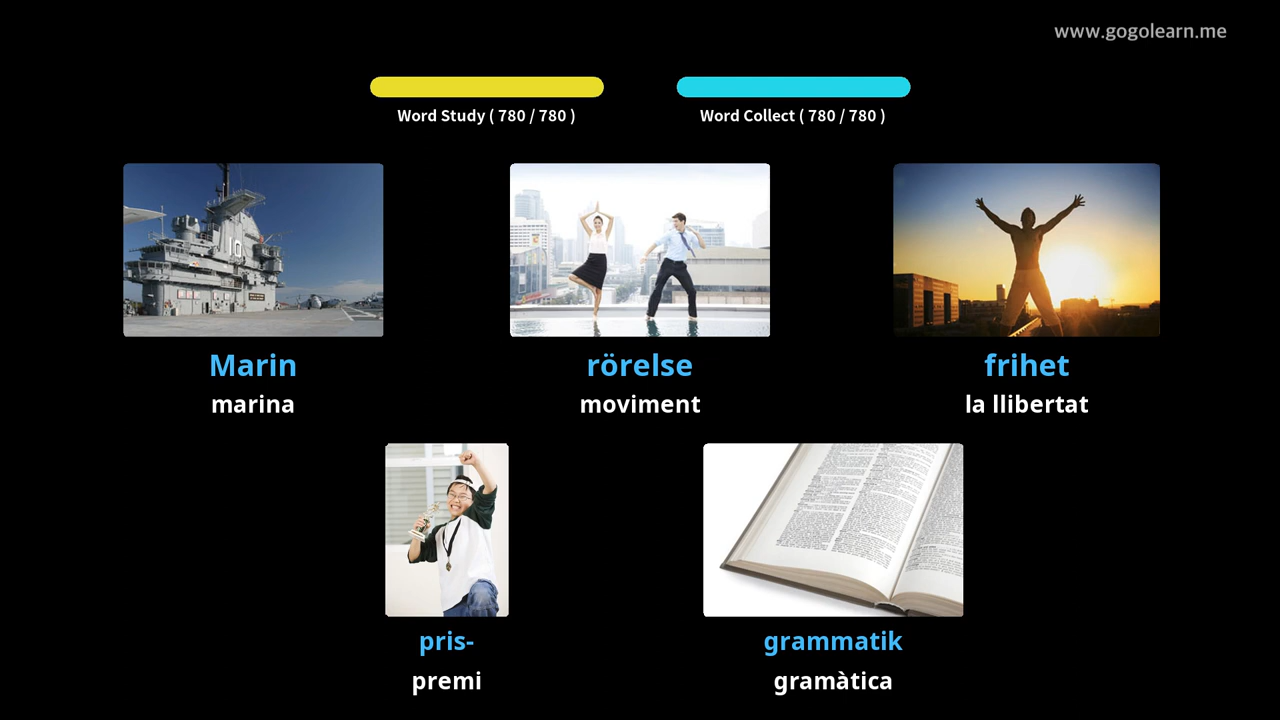 www.gogolearn.me
Word Study ( 780 / 780 )
Word Collect ( 780 / 780 )
10
Marin
rörelse
frihet
marina
moviment
la llibertat
pris-
grammatik
premi
gramàtica